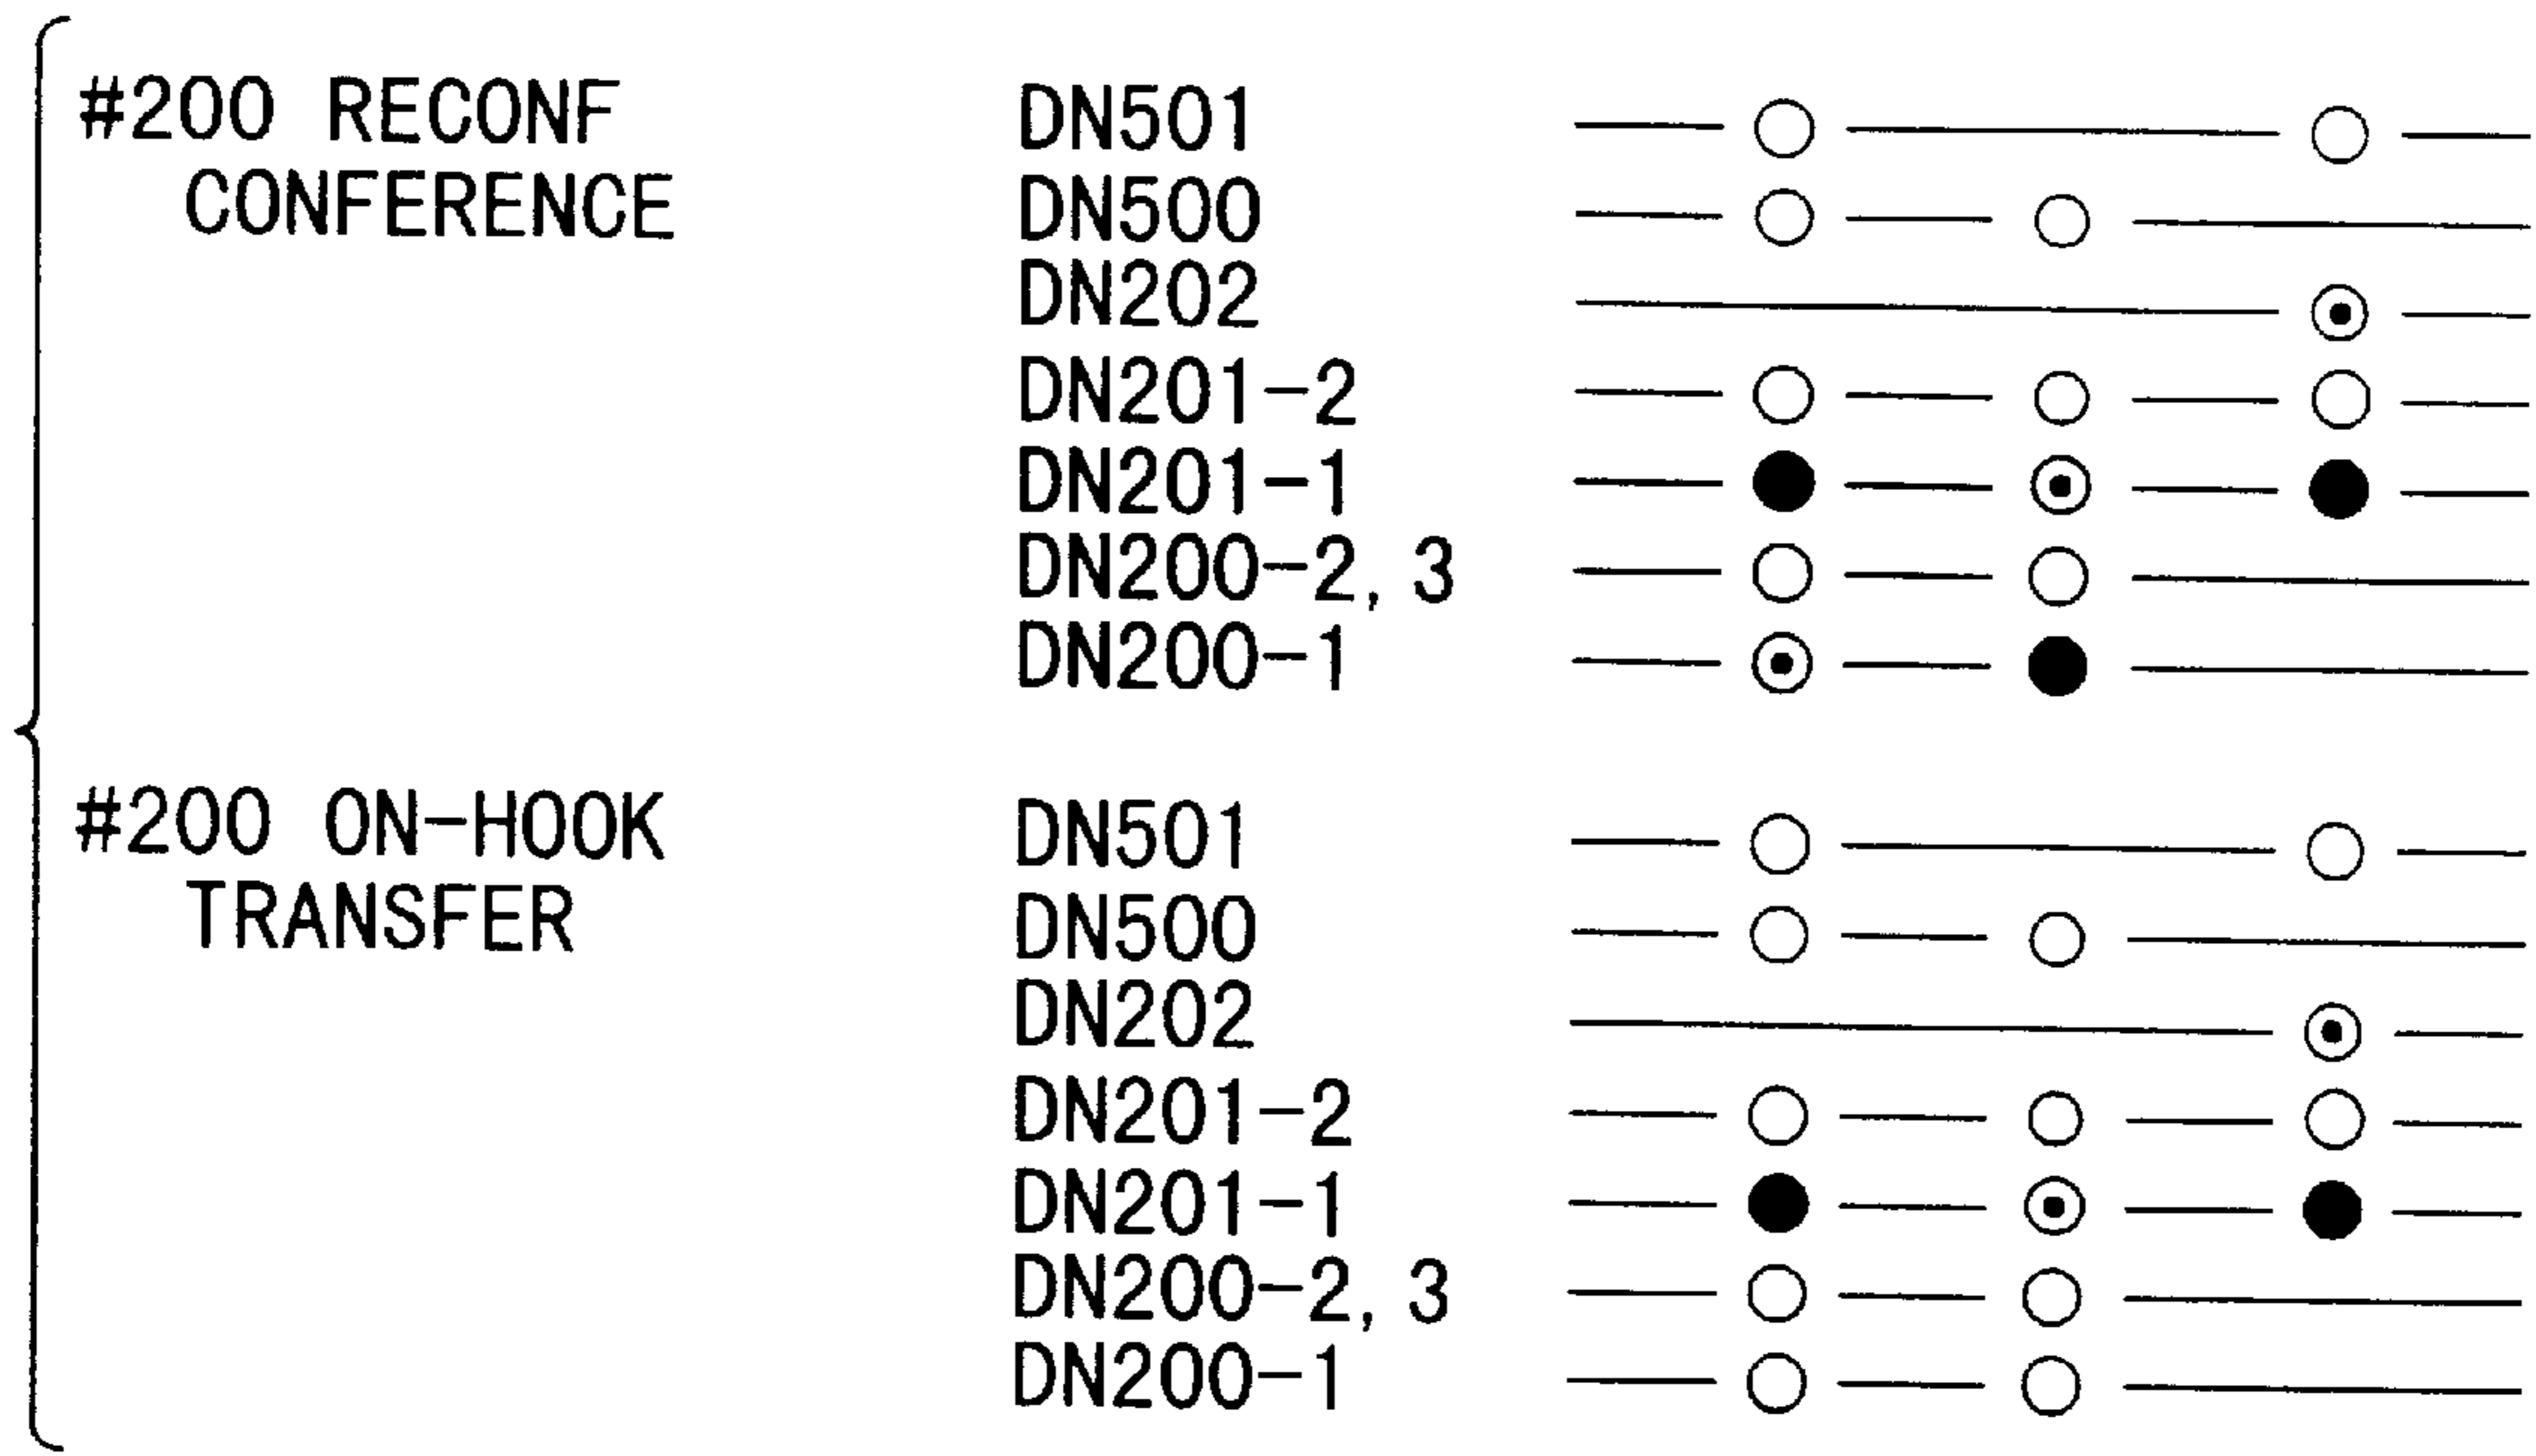 #200 RECONF
CONFERENCE
DN501
DN500
DN202
DN201-2
DN201-1
DN200-2, 3
DN200-1
#200 ON-HOOK
TRANSFER
DN501
DN500
DN202
DN201-2
DN201-1
DN200-2, 3
DN200-1